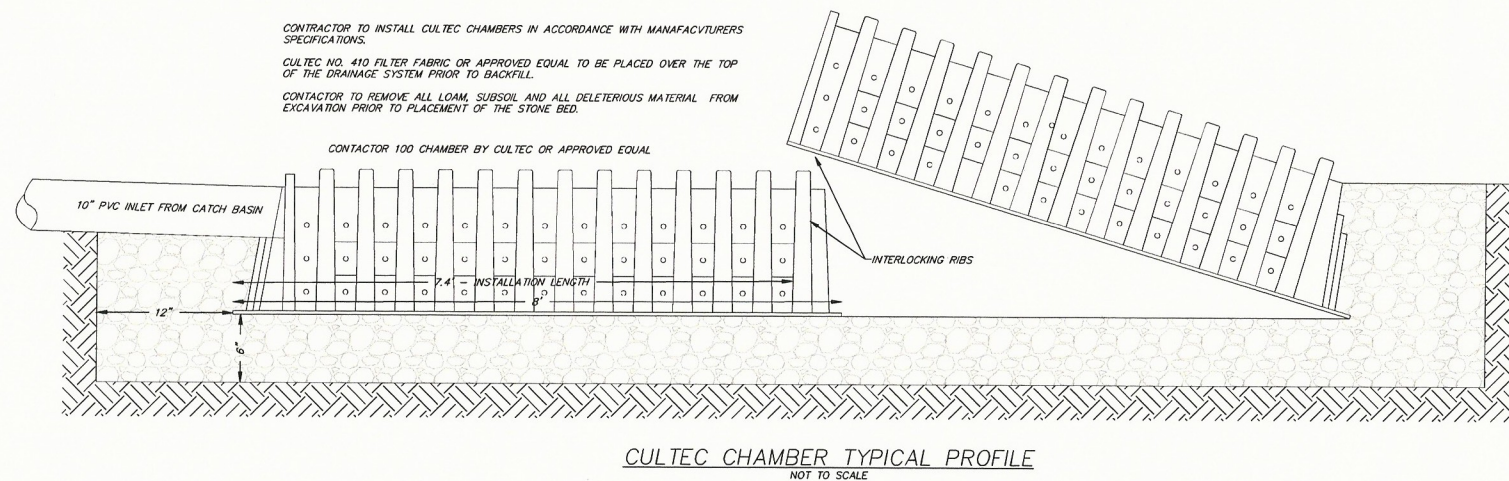 CONTRACTOR TO INSTALL CULTEC CHAMBERS IN ACCORDANCE WITH MANAFACVTURERS
SPECIFICATIONS.
CULTEC NO. 410 FILTER FABRIC OR APPROVED EQUAL TO BE PLACED OVER THE TOP
OF THE DRAINAGE SYSTEM PRIOR TO BACKFILL.
CONTACTOR TO REMOVE ALL LOAM, SUBSOIL AND ALL DELETERIOUS MATERIAL FROM
EXCAVATION PRIOR TO PLACEMENT OF THE STONE BED.
CONTACTOR 100 CHAMBER BY CULTEC OR APPROVED EQUAL
10" PVC INLET FROM CATCH BASIN
INTERLOCKING RIBS
7.4' - INSTALLATION LENGTH
8'
12"
6"
CULTEC CHAMBER TYPICAL PROFILE
NOT TO SCALE